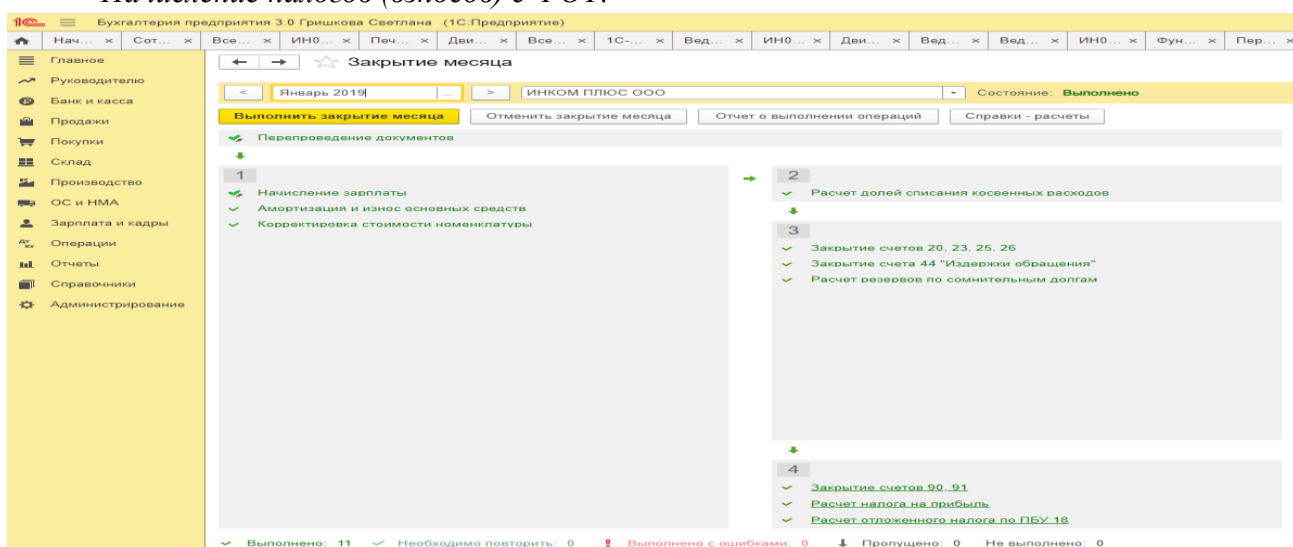 Начисление налогов (взносов) с ФОТ.
1С Бухгалтерия предприятия 3.0 Гришкова Светлана (1С:Предприятие)
Нач... × Сот... × Все... × ИН0... × Печ... × Дви... × Все... × 1С-... × Вед... × ИН0... × Дви... × Вед... × Вед... × ИН0... × Фун... × Пер... ×
Главное
Руководителю
Банк и касса
Продажи
Покупки
Склад
Производство
ОС и НМА
Зарплата и кадры
Операции
Отчеты
Справочники
Администрирование
Закрытие месяца
< Январь 2019 ... > ИНКОМ ПЛЮС ООО Состояние: Выполнено
Выполнить закрытие месяца Отменить закрытие месяца Отчет о выполнении операций Справки - расчеты
Перепроведение документов
1
Начисление зарплаты
Амортизация и износ основных средств
Корректировка стоимости номенклатуры
2
Расчет долей списания косвенных расходов
3
Закрытие счетов 20, 23, 25, 26
Закрытие счета 44 "Издержки обращения"
Расчет резервов по сомнительным долгам
4
Закрытие счетов 90, 91
Расчет налога на прибыль
Расчет отложенного налога по ПБУ 18
Выполнено: 11 Необходимо повторить: 0 Выполнено с ошибками: 0 Пропущено: 0 Не выполнено: 0